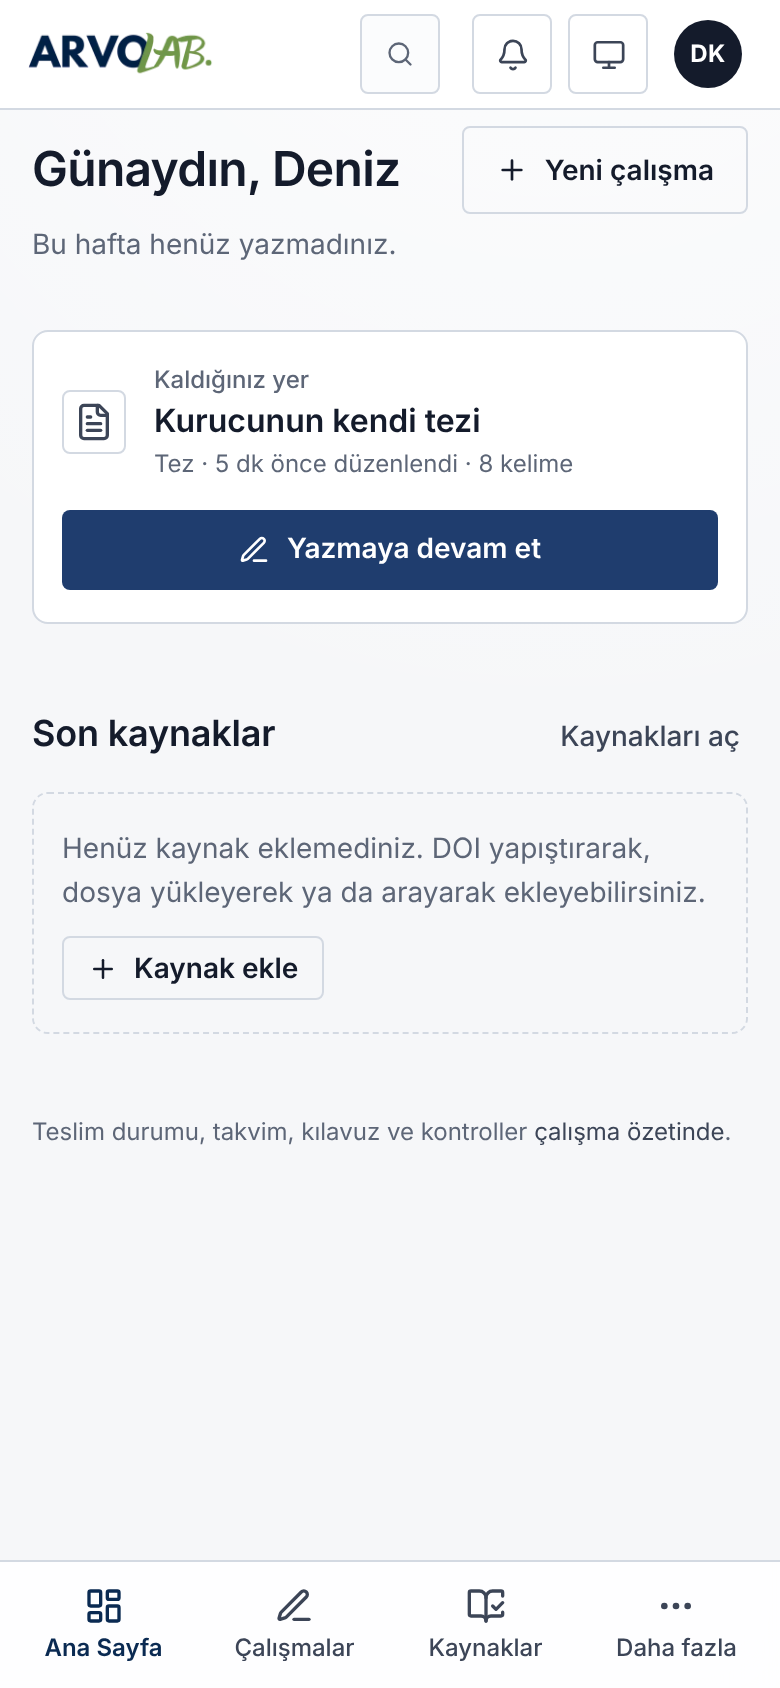 ARVOLAB.
DK
Günaydın, Deniz
Yeni çalışma
Bu hafta henüz yazmadınız.
Kaldığınız yer
Kurucunun kendi tezi
Tez · 5 dk önce düzenlendi · 8 kelime
Yazmaya devam et
Son kaynaklar
Kaynakları aç
Henüz kaynak eklemediniz. DOI yapıştırarak,
dosya yükleyerek ya da arayarak ekleyebilirsiniz.
Kaynak ekle
Teslim durumu, takvim, kılavuz ve kontroller çalışma özetinde.
Ana Sayfa
Çalışmalar
Kaynaklar
Daha fazla